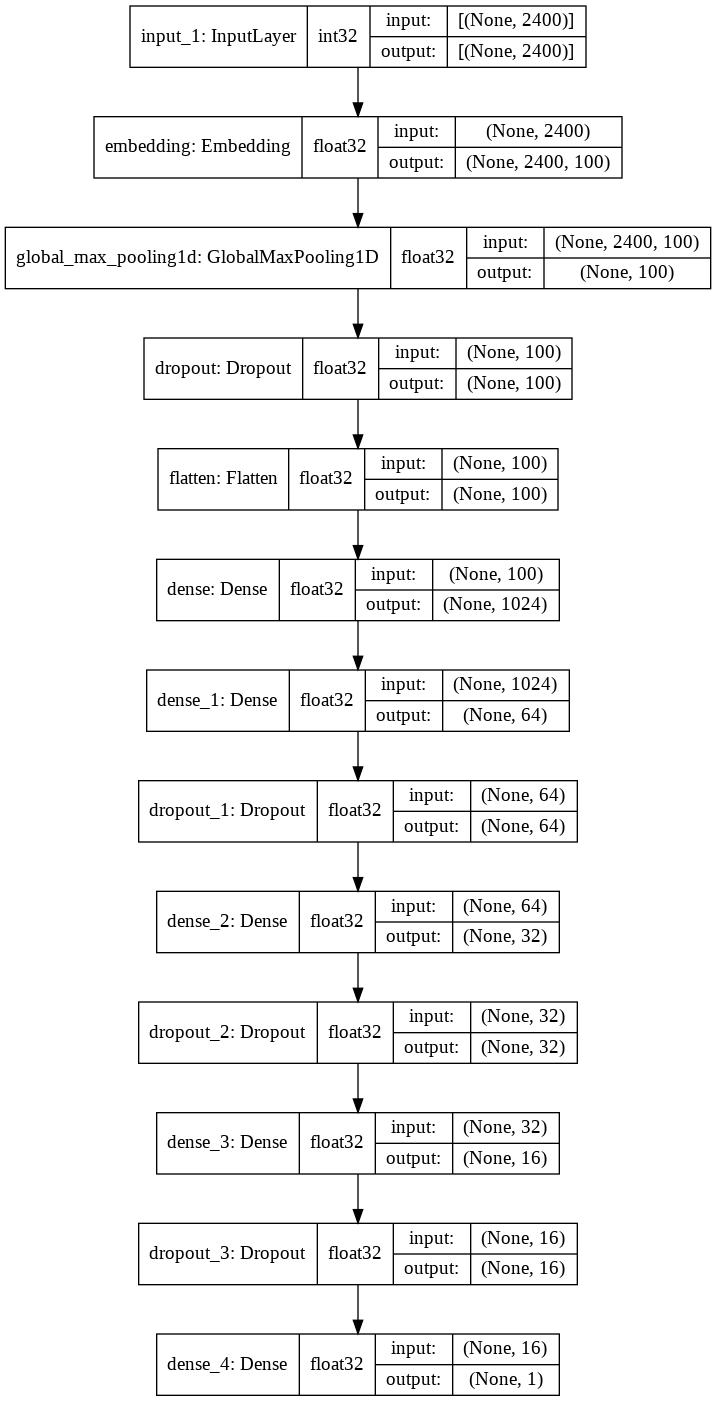 input_1: InputLayer int32 input: [(None, 2400)]
output: [(None, 2400)]
embedding: Embedding float32 input: (None, 2400)
output: (None, 2400, 100)
global_max_pooling1d: GlobalMaxPooling1D float32 input: (None, 2400, 100)
output: (None, 100)
dropout: Dropout float32 input: (None, 100)
output: (None, 100)
flatten: Flatten float32 input: (None, 100)
output: (None, 100)
dense: Dense float32 input: (None, 100)
output: (None, 1024)
dense_1: Dense float32 input: (None, 1024)
output: (None, 64)
dropout_1: Dropout float32 input: (None, 64)
output: (None, 64)
dense_2: Dense float32 input: (None, 64)
output: (None, 32)
dropout_2: Dropout float32 input: (None, 32)
output: (None, 32)
dense_3: Dense float32 input: (None, 32)
output: (None, 16)
dropout_3: Dropout float32 input: (None, 16)
output: (None, 16)
dense_4: Dense float32 input: (None, 16)
output: (None, 1)